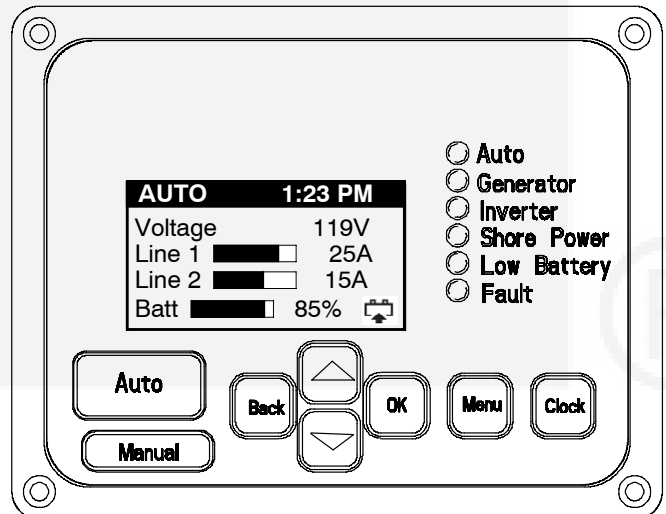 AUTO 1:23 PM
Voltage 119V
Line 1 25A
Line 2 15A
Batt 85%
Auto
Generator
Inverter
Shore Power
Low Battery
Fault
Auto
Manual
Back
OK
Menu
Clock